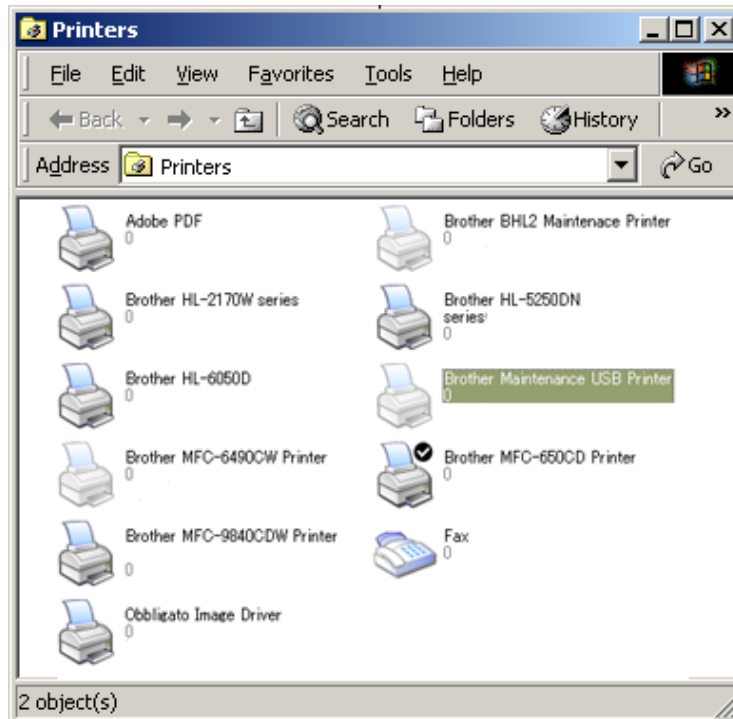 Printers
File Edit View Favorites Tools Help
Back Search Folders History »
Address Printers Go
Adobe PDF
0
Brother BHL2 Maintenace Printer
0
Brother HL-2170W series
0
Brother HL-5250DN
series
0
Brother HL-6050D
0
Brother Maintenance USB Printer
0
Brother MFC-6490CW Printer
0
Brother MFC-650CD Printer
0
Brother MFC-9840CDW Printer
0
Fax
0
Obbligato Image Driver
0
2 object(s)